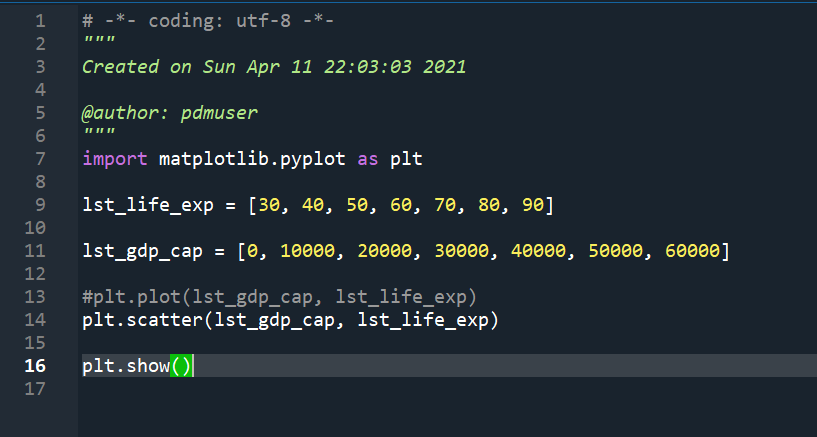 1 # -*- coding: utf-8 -*-
2 """
3 Created on Sun Apr 11 22:03:03 2021
4
5 @author: pdmuser
6 """
7 import matplotlib.pyplot as plt
8
9 lst_life_exp = [30, 40, 50, 60, 70, 80, 90]
10
11 lst_gdp_cap = [0, 10000, 20000, 30000, 40000, 50000, 60000]
12
13 #plt.plot(lst_gdp_cap, lst_life_exp)
14 plt.scatter(lst_gdp_cap, lst_life_exp)
15
16 plt.show()
17